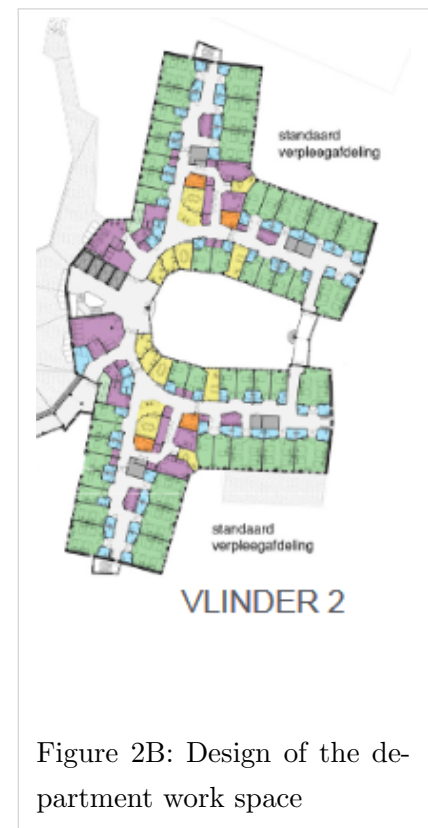 standaard
verpleegafdeling
standaard
verpleegafdeling
VLINDER 2
Figure 2B: Design of the de-
partment work space